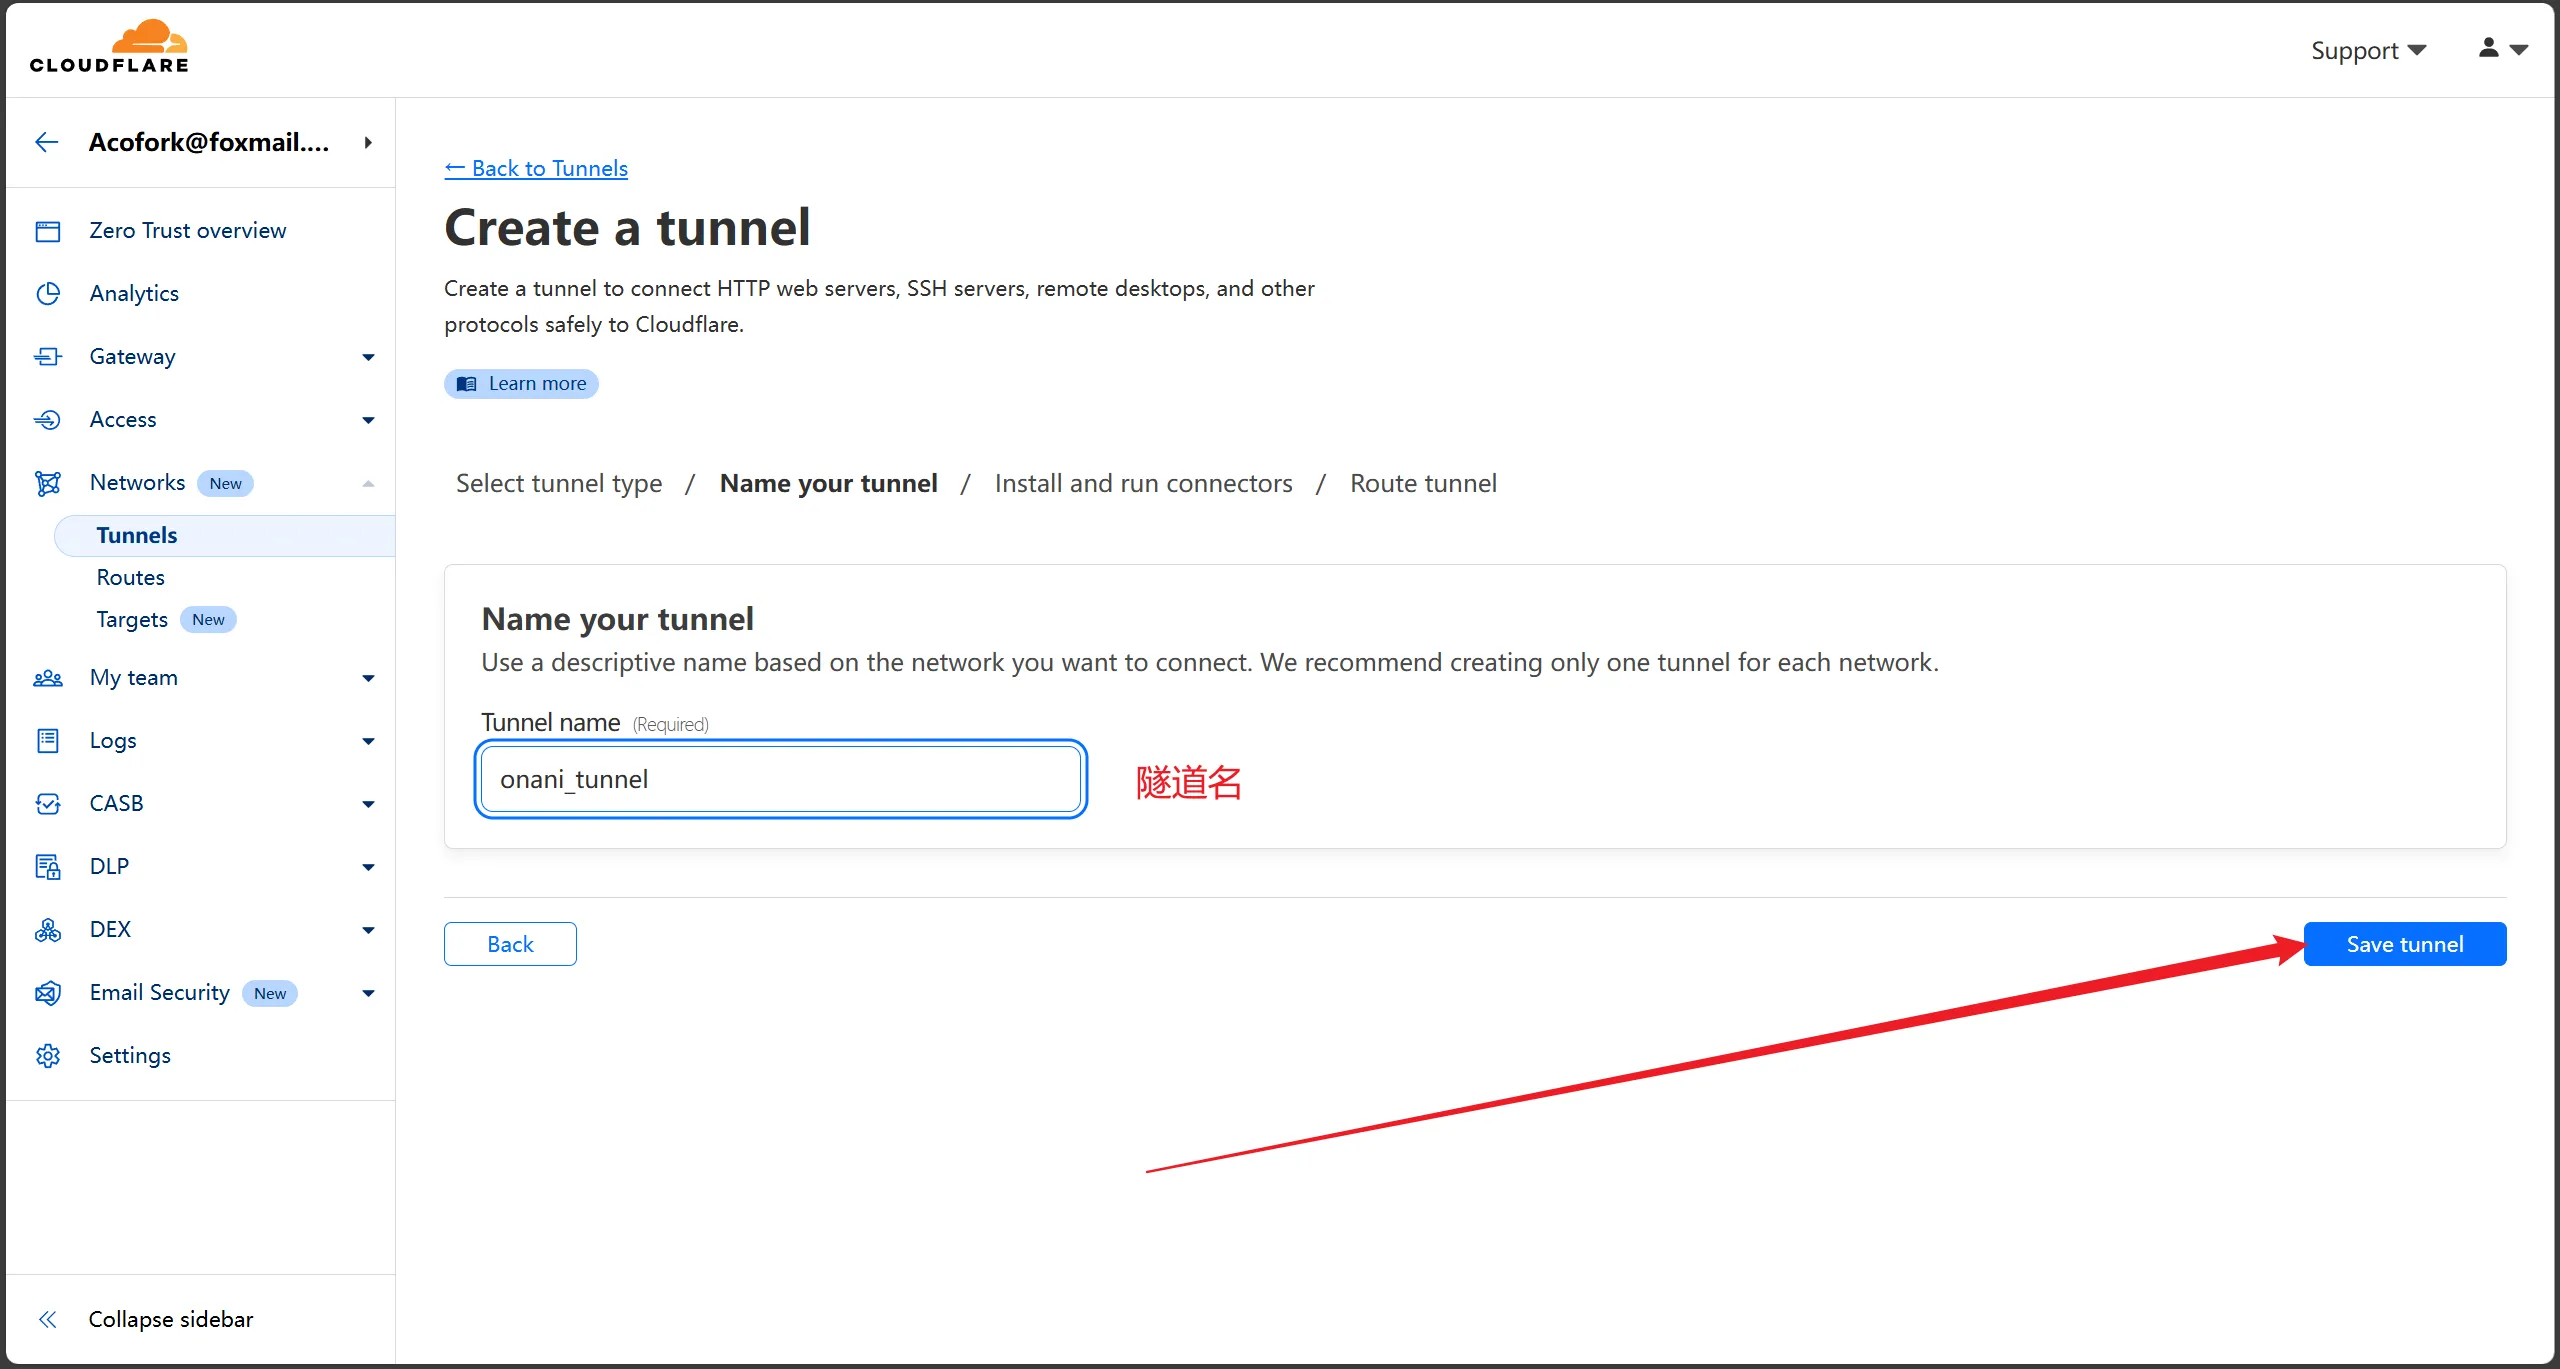 CLOUDFLARE
Support
Acofork@foxmail....
Zero Trust overview
Analytics
Gateway
Access
Networks New
Tunnels
Routes
Targets New
My team
Logs
CASB
DLP
DEX
Email Security New
Settings
Collapse sidebar
← Back to Tunnels
Create a tunnel
Create a tunnel to connect HTTP web servers, SSH servers, remote desktops, and other
protocols safely to Cloudflare.
Learn more
Select tunnel type / Name your tunnel / Install and run connectors / Route tunnel
Name your tunnel
Use a descriptive name based on the network you want to connect. We recommend creating only one tunnel for each network.
Tunnel name (Required)
onani_tunnel 隧道名
Back Save tunnel